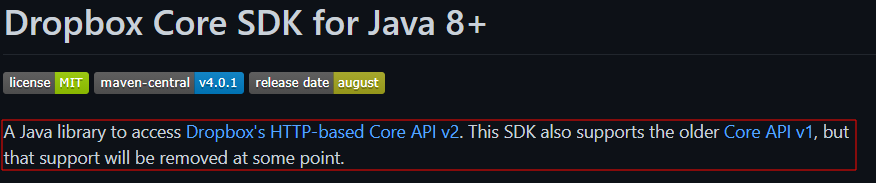 Dropbox Core SDK for Java 8+
license MIT maven-central v4.0.1 release date august
A Java library to access Dropbox's HTTP-based Core API v2. This SDK also supports the older Core API v1, but
that support will be removed at some point.